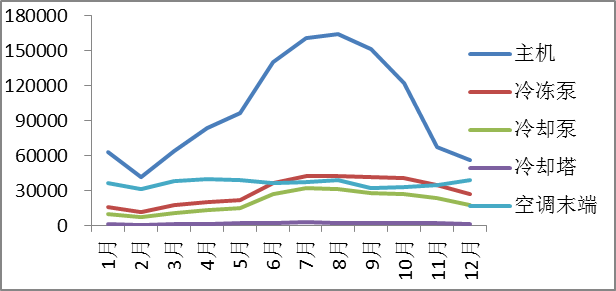 180000
150000
120000
90000
60000
30000
0
1月 2月 3月 4月 5月 6月 7月 8月 9月 10月 11月 12月
主机
冷冻泵
冷却泵
冷却塔
空调末端